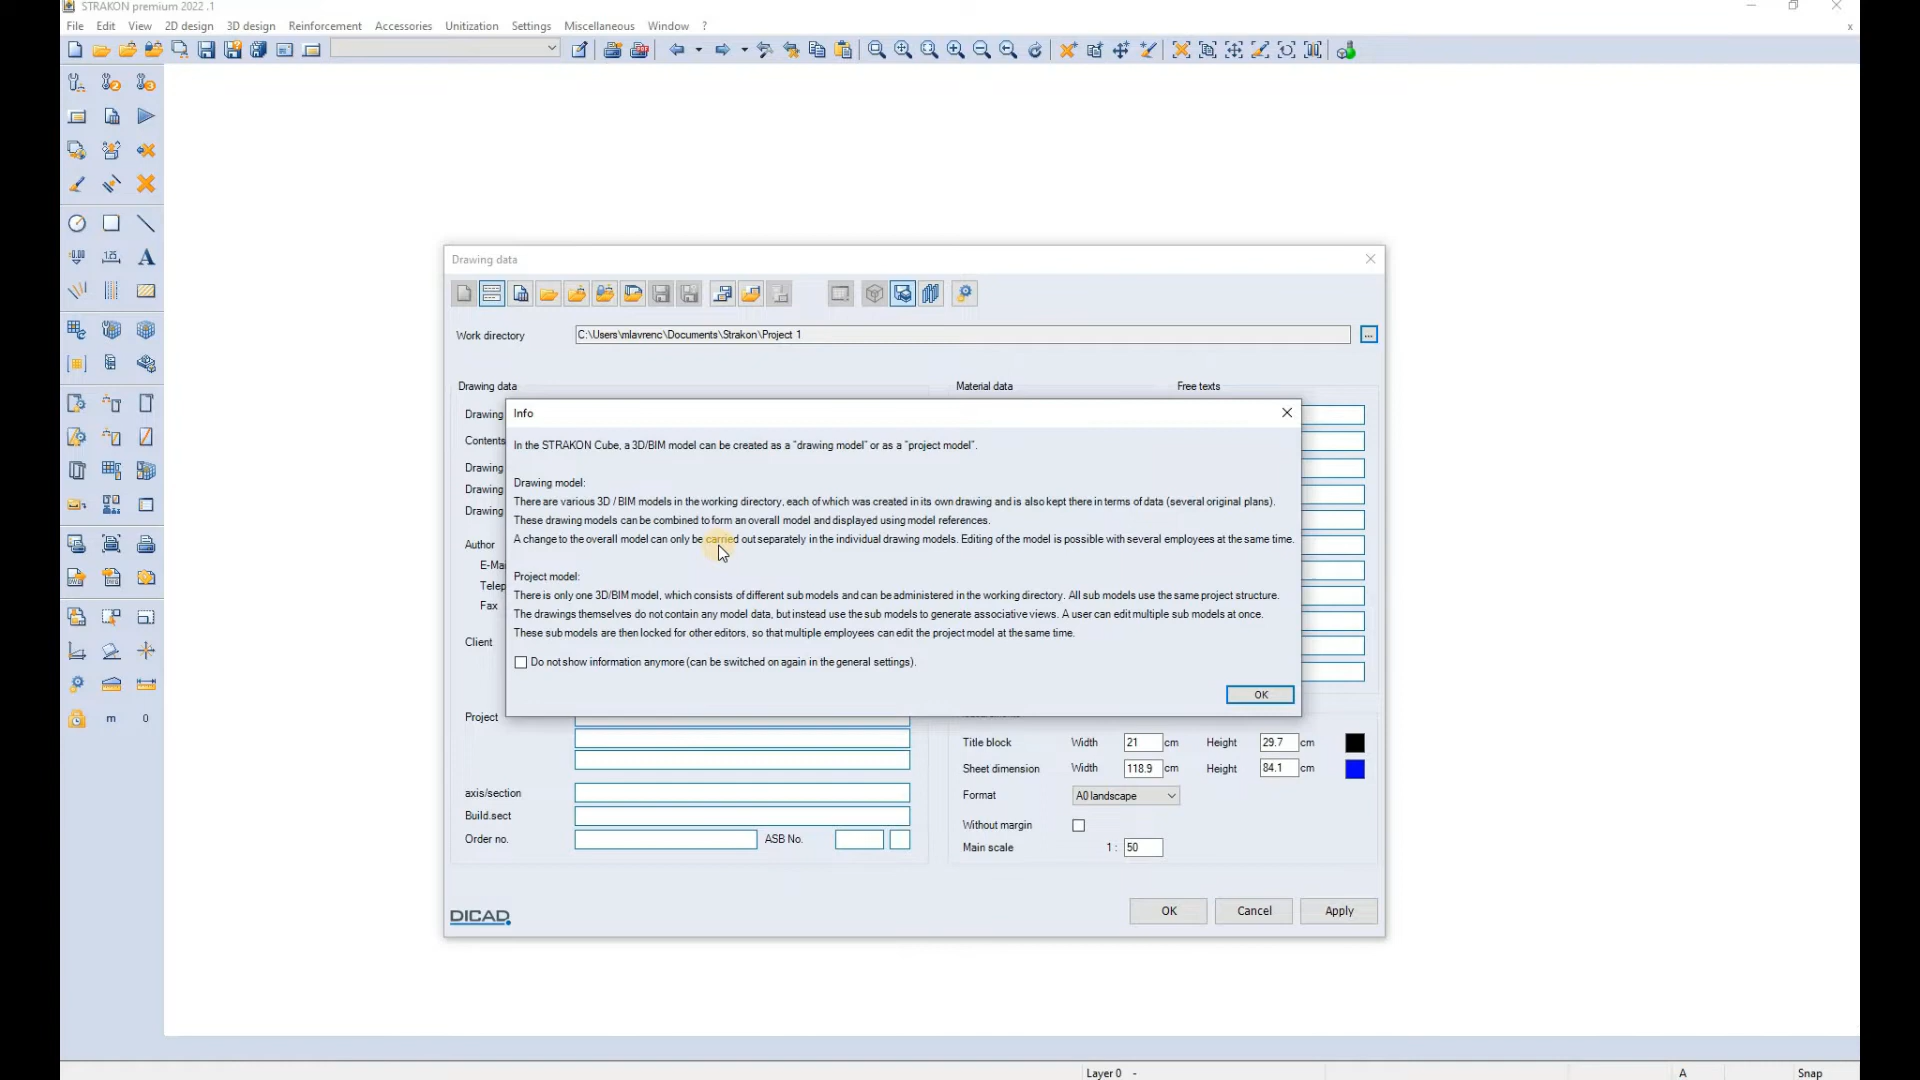 STRAKON premium 2022 .1
File Edit View 2D design 3D design Reinforcement Accessories Unitization Settings Miscellaneous Window ?
Drawing data
Work directory C:\Users\mlavrenc\Documents\Strakon\Project 1 ...
Drawing data Material data Free texts
Drawing
Contents
Drawing
Drawing
Drawing
Author
E-Ma
Telep
Fax
Client
Info
In the STRAKON Cube, a 3D/BIM model can be created as a "drawing model" or as a "project model".
Drawing model:
There are various 3D / BIM models in the working directory, each of which was created in its own drawing and is also kept there in terms of data (several original plans).
These drawing models can be combined to form an overall model and displayed using model references.
A change to the overall model can only be carried out separately in the individual drawing models. Editing of the model is possible with several employees at the same time.
Project model:
There is only one 3D/BIM model, which consists of different sub models and can be administered in the working directory. All sub models use the same project structure.
The drawings themselves do not contain any model data, but instead use the sub models to generate associative views. A user can edit multiple sub models at once.
These sub models are then locked for other editors, so that multiple employees can edit the project model at the same time.
Do not show information anymore (can be switched on again in the general settings).
OK
Project
axis/section
Build.sect
Order no. ASB No.
Title block Width 21 cm Height 29.7 cm
Sheet dimension Width 118.9 cm Height 84.1 cm
Format A0 landscape
Without margin
Main scale 1 : 50
DICAD
OK Cancel Apply
m 0
Layer 0 - A Snap